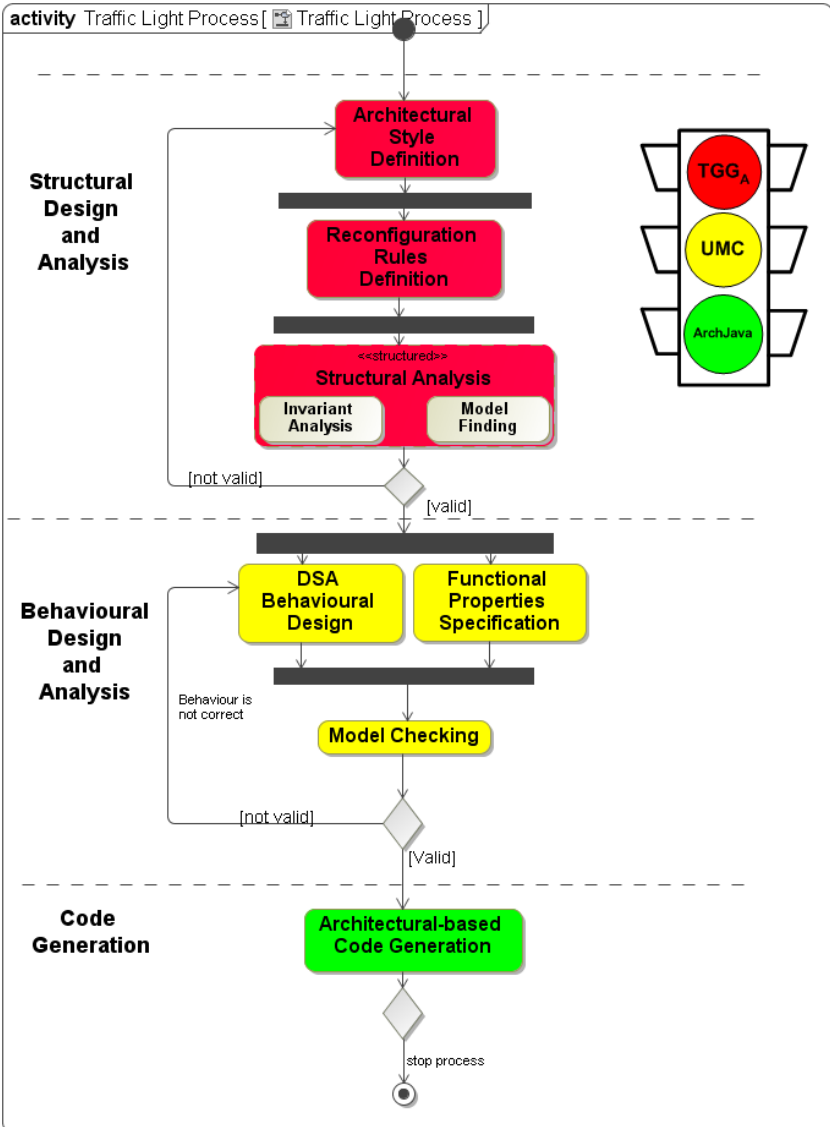 activity Traffic Light Process[ Traffic Light Process ]
Architectural
Style
Definition
Structural
Design
and
Analysis
Reconfiguration
Rules
Definition
<<structured>>
Structural Analysis
Invariant
Analysis
Model
Finding
[not valid]
[valid]
TGGA
UMC
ArchJava
Behavioural
Design
and
Analysis
DSA
Behavioural
Design
Functional
Properties
Specification
Behaviour is
not correct
Model Checking
[not valid]
[Valid]
Code
Generation
Architectural-based
Code Generation
stop process